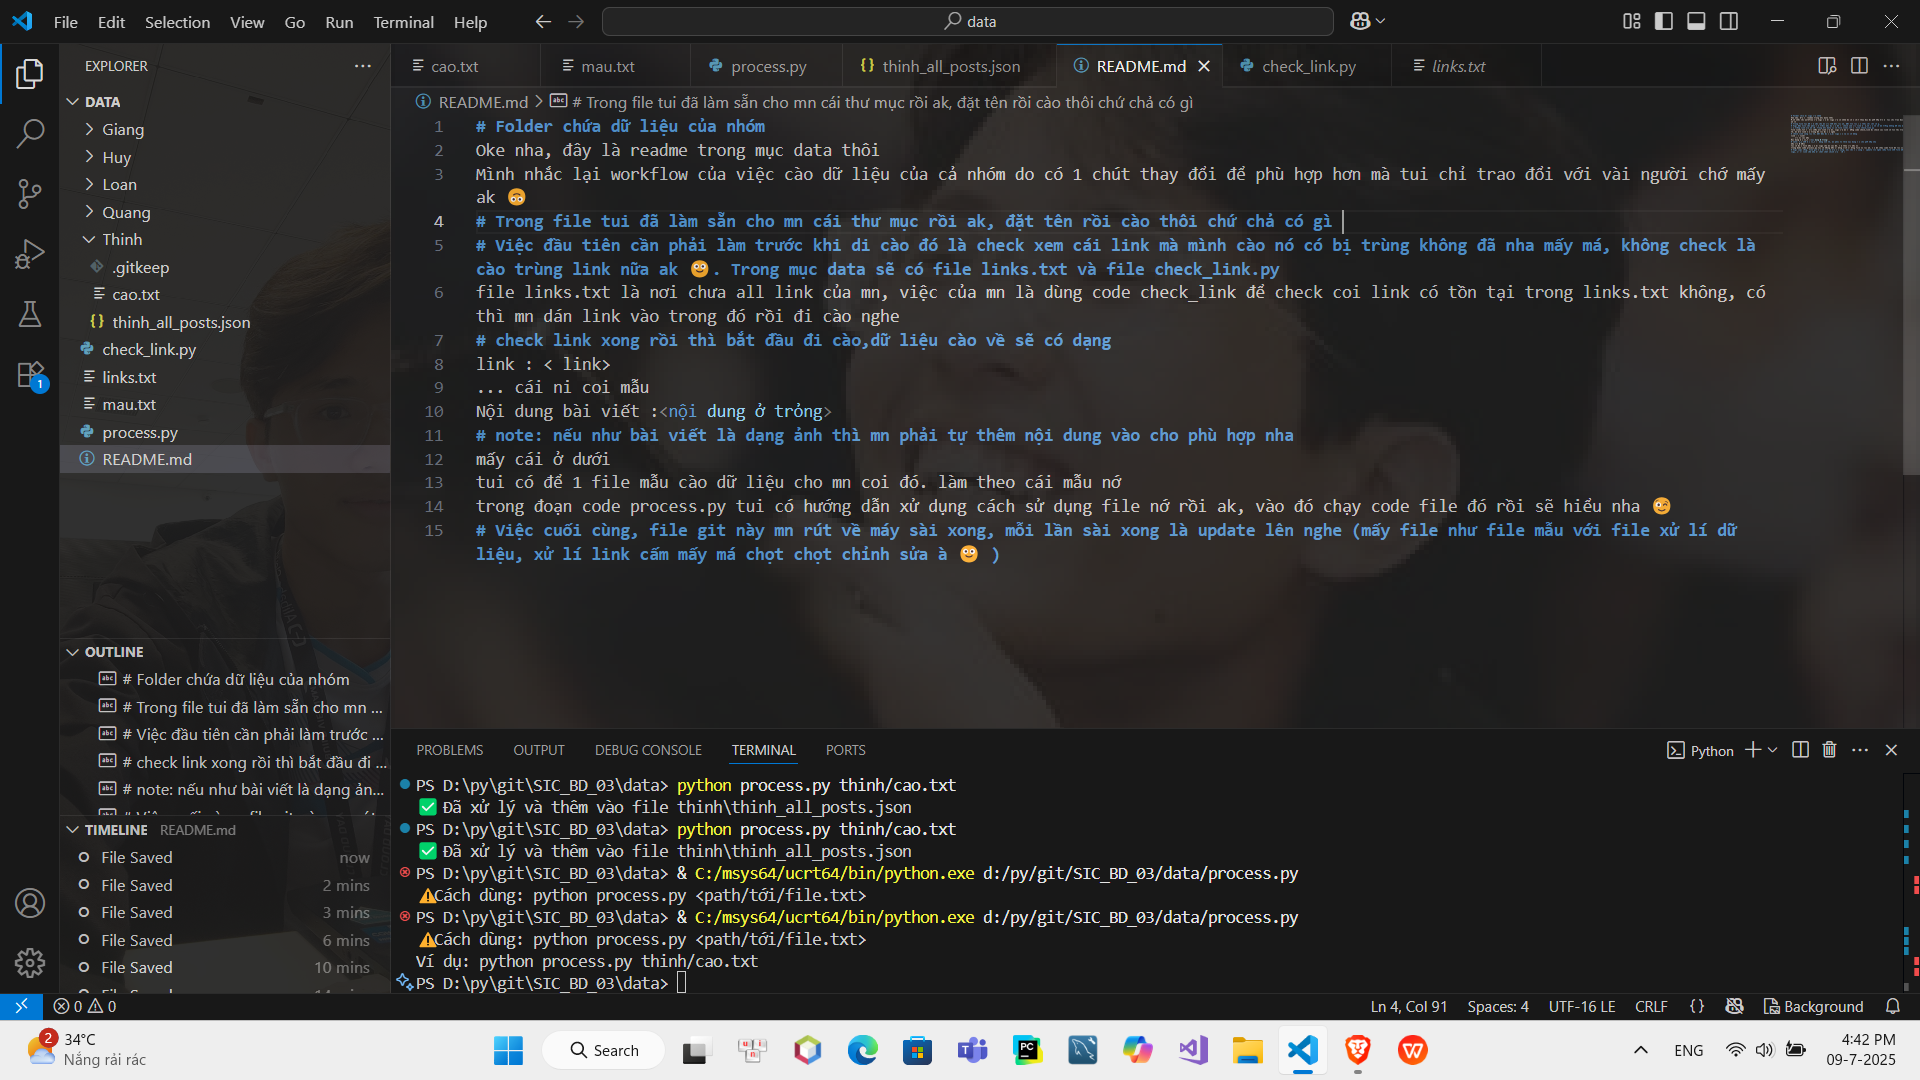 File Edit Selection View Go Run Terminal Help
data
EXPLORER
DATA
Giang
Huy
Loan
Quang
Thinh
.gitkeep
cao.txt
thinh_all_posts.json
check_link.py
links.txt
mau.txt
process.py
README.md
OUTLINE
# Folder chứa dữ liệu của nhóm
# Trong file tui đã làm sẵn cho mn ...
# Việc đầu tiên cần phải làm trước ...
# check link xong rồi thì bắt đầu đi ...
# note: nếu như bài viết là dạng ản...
TIMELINE README.md
File Saved now
File Saved 2 mins
File Saved 3 mins
File Saved 6 mins
File Saved 10 mins
cao.txt mau.txt process.py thinh_all_posts.json README.md check_link.py links.txt
README.md > # Trong file tui đã làm sẵn cho mn cái thư mục rồi ak, đặt tên rồi cào thôi chứ chả có gì
1 # Folder chứa dữ liệu của nhóm
2 Oke nha, đây là readme trong mục data thôi
3 Mình nhắc lại workflow của việc cào dữ liệu của cả nhóm do có 1 chút thay đổi để phù hợp hơn mà tui chỉ trao đổi với vài người chớ mấy
ak 🙃
4 # Trong file tui đã làm sẵn cho mn cái thư mục rồi ak, đặt tên rồi cào thôi chứ chả có gì
5 # Việc đầu tiên cần phải làm trước khi di cào đó là check xem cái link mà mình cào nó có bị trùng không đã nha mấy má, không check là
cào trùng link nữa ak 🙂. Trong mục data sẽ có file links.txt và file check_link.py
6 file links.txt là nơi chưa all link của mn, việc của mn là dùng code check_link để check coi link có tồn tại trong links.txt không, có
thì mn dán link vào trong đó rồi đi cào nghe
7 # check link xong rồi thì bắt đầu đi cào,dữ liệu cào về sẽ có dạng
8 link : < link>
9 ... cái ni coi mẫu
10 Nội dung bài viết :<nội dung ở trỏng>
11 # note: nếu như bài viết là dạng ảnh thì mn phải tự thêm nội dung vào cho phù hợp nha
12 mấy cái ở dưới
13 tui có để 1 file mẫu cào dữ liệu cho mn coi đó. làm theo cái mẫu nớ
14 trong đoạn code process.py tui có hướng dẫn xử dụng cách sử dụng file nớ rồi ak, vào đó chạy code file đó rồi sẽ hiểu nha
15 # Việc cuối cùng, file git này mn rút về máy sài xong, mỗi lần sài xong là update lên nghe (mấy file như file mẫu với file xử lí dữ
liệu, xử lí link cấm mấy má chọt chọt chỉnh sửa à 🙂 )
PROBLEMS OUTPUT DEBUG CONSOLE TERMINAL PORTS
Python
PS D:\py\git\SIC_BD_03\data> python process.py thinh/cao.txt
✅ Đã xử lý và thêm vào file thinh\thinh_all_posts.json
PS D:\py\git\SIC_BD_03\data> python process.py thinh/cao.txt
✅ Đã xử lý và thêm vào file thinh\thinh_all_posts.json
PS D:\py\git\SIC_BD_03\data> & C:/msys64/ucrt64/bin/python.exe d:/py/git/SIC_BD_03/data/process.py
⚠️Cách dùng: python process.py <path/tới/file.txt>
PS D:\py\git\SIC_BD_03\data> & C:/msys64/ucrt64/bin/python.exe d:/py/git/SIC_BD_03/data/process.py
⚠️Cách dùng: python process.py <path/tới/file.txt>
Ví dụ: python process.py thinh/cao.txt
PS D:\py\git\SIC_BD_03\data>
0 0
Ln 4, Col 91 Spaces: 4 UTF-16 LE CRLF {} Background
2
34°C
Nắng rải rác
Search
ENG
4:42 PM
09-7-2025